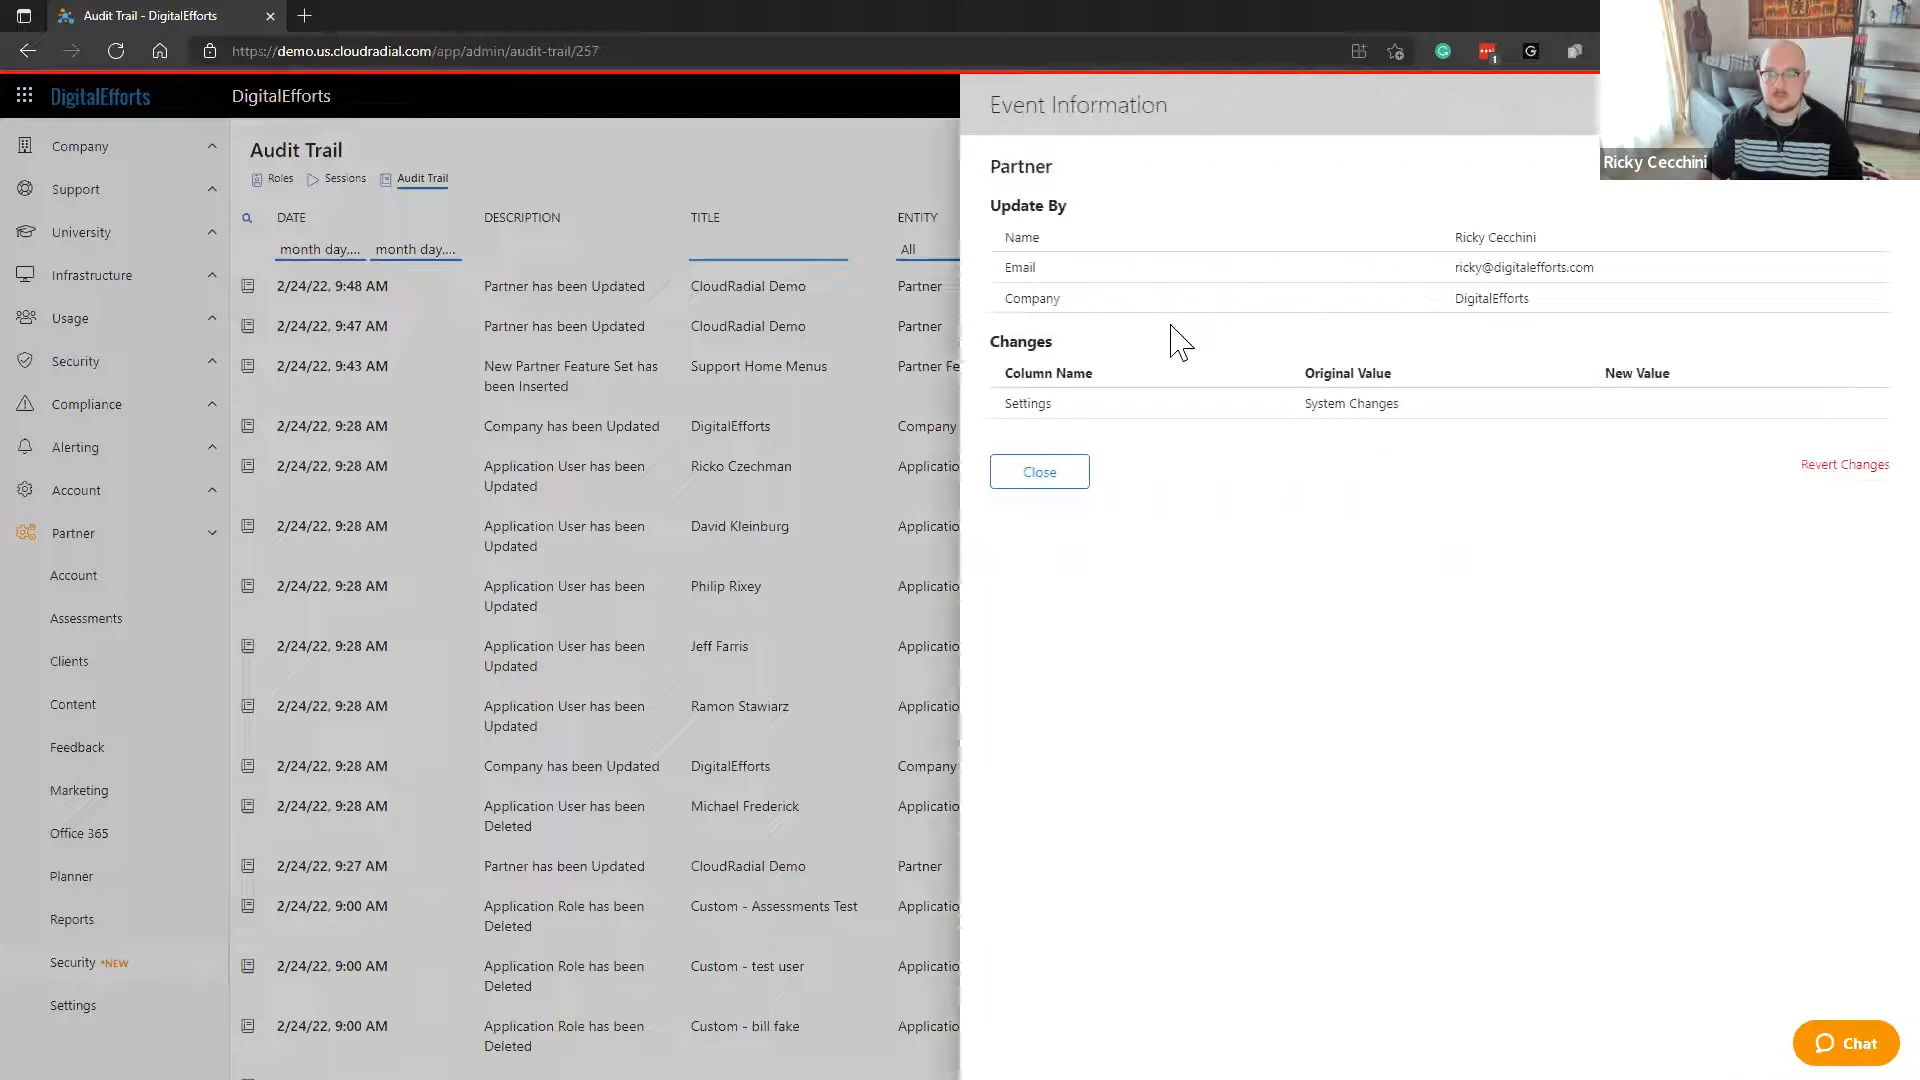 Audit Trail - DigitalEfforts
https://demo.us.cloudradial.com/app/admin/audit-trail/257
1
Ricky Cecchini
DigitalEfforts
DigitalEfforts
Company
Support
University
Infrastructure
Usage
Security
Compliance
Alerting
Account
Partner
Account
Assessments
Clients
Content
Feedback
Marketing
Office 365
Planner
Reports
Security *NEW
Settings
Audit Trail
Roles Sessions Audit Trail
DATE DESCRIPTION TITLE ENTITY
month day,... month day,... All
2/24/22, 9:48 AM Partner has been Updated CloudRadial Demo Partner
2/24/22, 9:47 AM Partner has been Updated CloudRadial Demo Partner
2/24/22, 9:43 AM New Partner Feature Set has Support Home Menus Partner Fe
been Inserted
2/24/22, 9:28 AM Company has been Updated DigitalEfforts Company
2/24/22, 9:28 AM Application User has been Ricko Czechman Applicatio
Updated
2/24/22, 9:28 AM Application User has been David Kleinburg Applicatio
Updated
2/24/22, 9:28 AM Application User has been Philip Rixey Applicatio
Updated
2/24/22, 9:28 AM Application User has been Jeff Farris Applicatio
Updated
2/24/22, 9:28 AM Application User has been Ramon Stawiarz Applicatio
Updated
2/24/22, 9:28 AM Company has been Updated DigitalEfforts Company
2/24/22, 9:28 AM Application User has been Michael Frederick Applicatio
Deleted
2/24/22, 9:27 AM Partner has been Updated CloudRadial Demo Partner
2/24/22, 9:00 AM Application Role has been Custom - Assessments Test Applicatio
Deleted
2/24/22, 9:00 AM Application Role has been Custom - test user Applicatio
Deleted
2/24/22, 9:00 AM Application Role has been Custom - bill fake Applicatio
Deleted
Event Information
Partner
Update By
Name Ricky Cecchini
Email ricky@digitalefforts.com
Company DigitalEfforts
Changes
Column Name Original Value New Value
Settings System Changes
Close Revert Changes
Chat